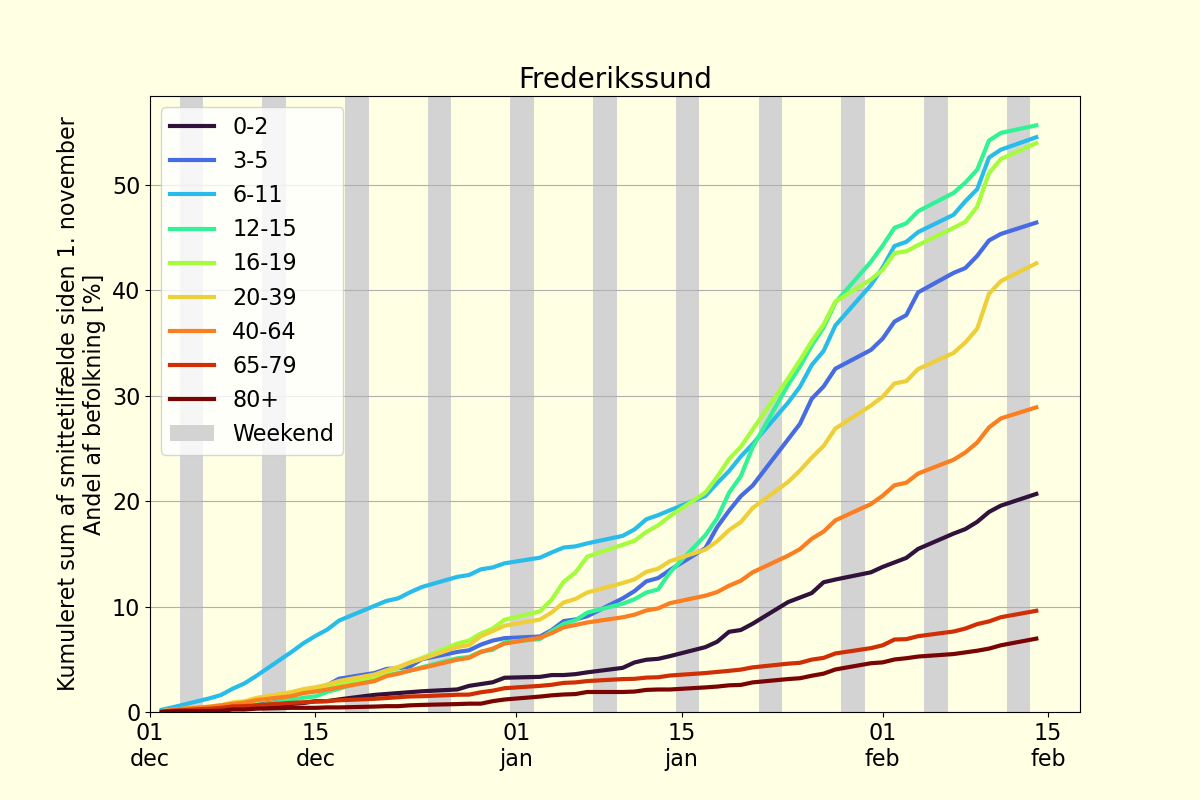 Frederikssund
Kumuleret sum af smittetilfælde siden 1. november
Andel af befolkning [%]
50
40
30
20
10
0
0-2
3-5
6-11
12-15
16-19
20-39
40-64
65-79
80+
Weekend
01 15 01 15 01 15
dec dec jan jan feb feb